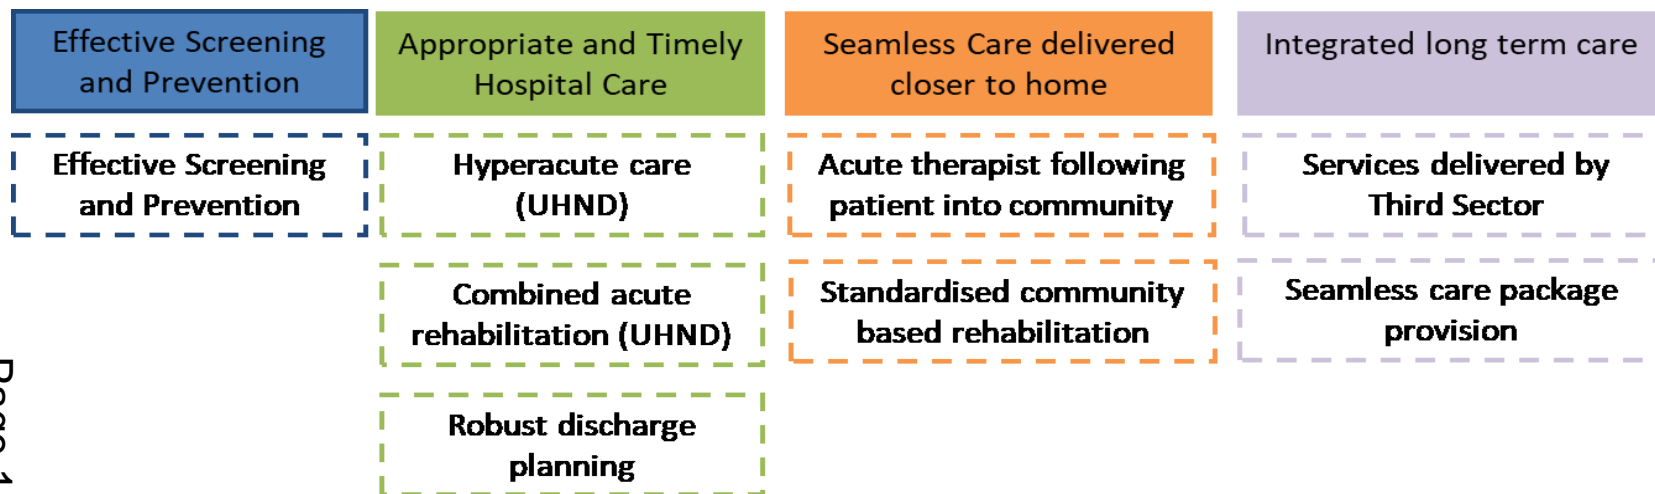 Effective Screening
and Prevention
Appropriate and Timely
Hospital Care
Seamless Care delivered
closer to home
Integrated long term care
Effective Screening
and Prevention
Hyperacute care
(UHND)
Acute therapist following
patient into community
Services delivered by
Third Sector
Combined acute
rehabilitation (UHND)
Standardised community
based rehabilitation
Seamless care package
provision
Robust discharge
planning
Page 1